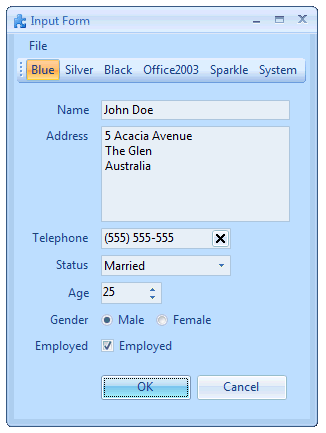 Input Form
File
Blue Silver Black Office2003 Sparkle System
Name John Doe
Address 5 Acacia Avenue
The Glen
Australia
Telephone (555) 555-555
Status Married
Age 25
Gender Male Female
Employed Employed
OK Cancel